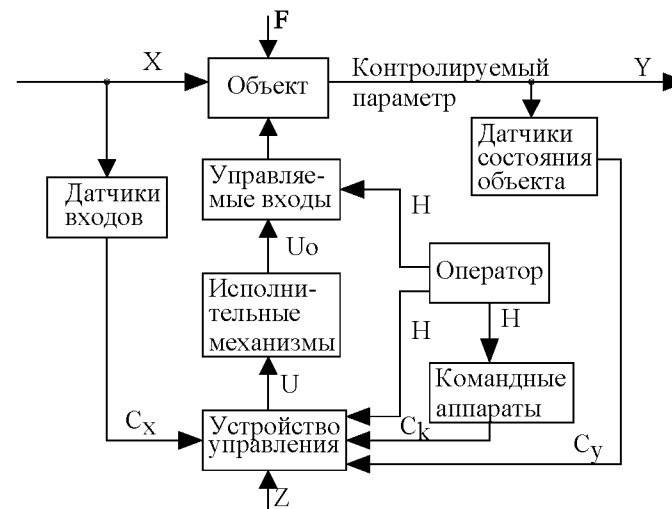 F
X
Объект
Контролируемый
параметр
Y
Датчики
состояния
объекта
Датчики
входов
Управляе-
мые входы
H
Uo
Оператор
Исполни-
тельные
механизмы
H
H
U
Командные
аппараты
Cx
Устройство
управления
Ck
Cy
Z